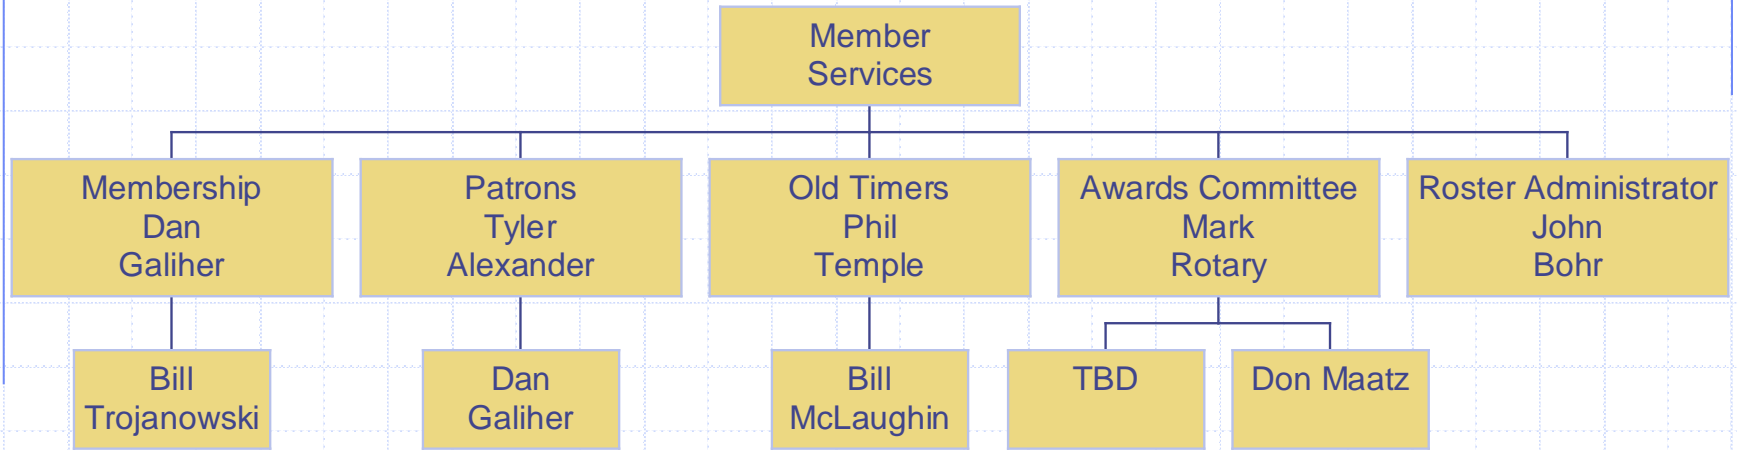 Member
Services
Membership
Dan
Galiher
Patrons
Tyler
Alexander
Old Timers
Phil
Temple
Awards Committee
Mark
Rotary
Roster Administrator
John
Bohr
Bill
Trojanowski
Dan
Galiher
Bill
McLaughin
TBD
Don Maatz